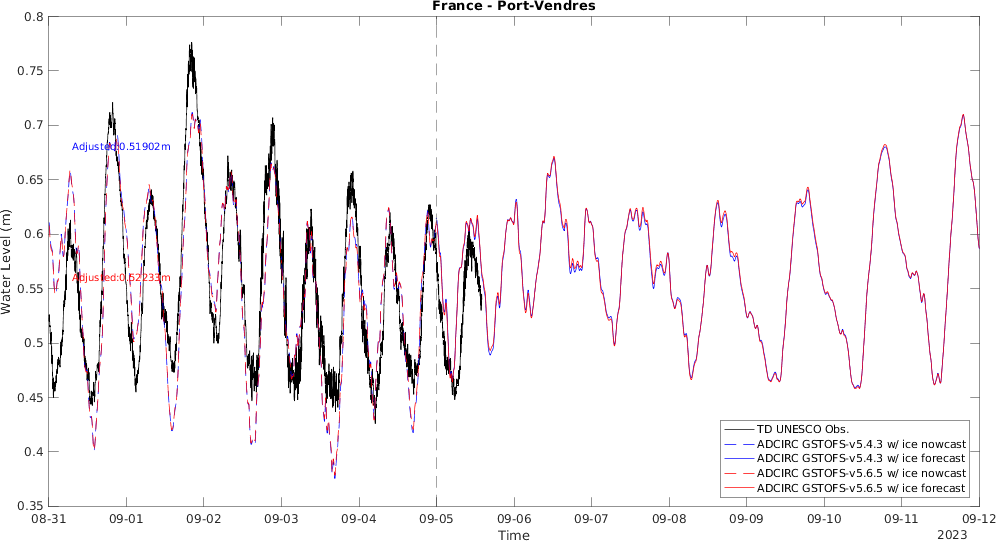 France - Port-Vendres
Water Level (m)
0.8
0.75
0.7
0.65
0.6
0.55
0.5
0.45
0.4
0.35
Adjusted:0.51902m
Adjusted:0.52233m
TD UNESCO Obs.
ADCIRC GSTOFS-v5.4.3 w/ ice nowcast
ADCIRC GSTOFS-v5.4.3 w/ ice forecast
ADCIRC GSTOFS-v5.6.5 w/ ice nowcast
ADCIRC GSTOFS-v5.6.5 w/ ice forecast
08-31 09-01 09-02 09-03 09-04 09-05 09-06 09-07 09-08 09-09 09-10 09-11 09-12
Time
2023